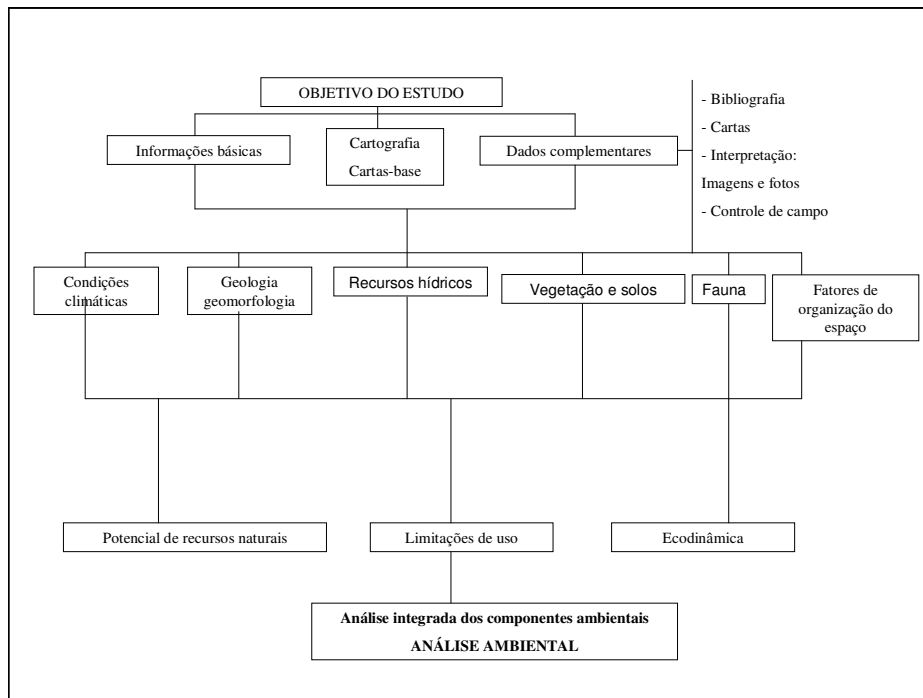 OBJETIVO DO ESTUDO
Informações básicas
Cartografia
Cartas-base
Dados complementares
- Bibliografia
- Cartas
- Interpretação:
Imagens e fotos
- Controle de campo
Condições
climáticas
Geologia
geomorfologia
Recursos hídricos
Vegetação e solos
Fauna
Fatores de
organização do
espaço
Potencial de recursos naturais
Limitações de uso
Ecodinâmica
Análise integrada dos componentes ambientais
ANÁLISE AMBIENTAL